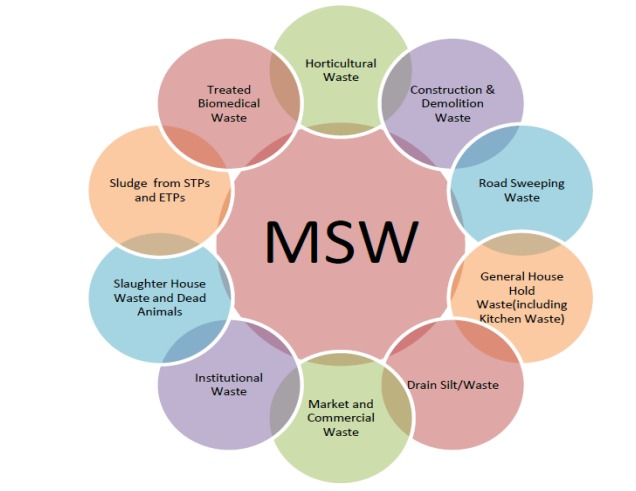 Horticultural
Waste
Construction &
Demolition
Waste
Road Sweeping
Waste
General House
Hold
Waste(including
Kitchen Waste)
Drain Silt/Waste
Market and
Commercial
Waste
Institutional
Waste
Slaughter House
Waste and Dead
Animals
Sludge from STPs
and ETPs
Treated
Biomedical
Waste
MSW